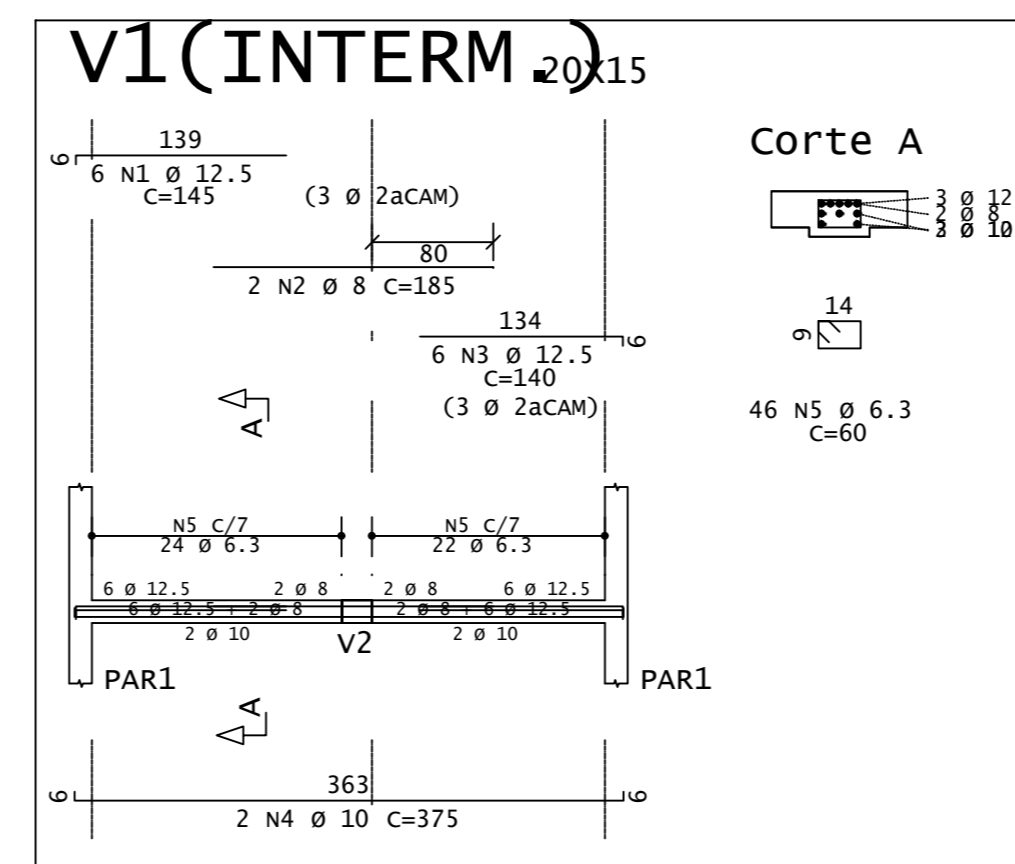 V1(INTERM.) 20X15
139
6
6 N1 Ø 12.5
C=145
(3 Ø 2aCAM)
80
2 N2 Ø 8 C=185
134
6
6 N3 Ø 12.5
C=140
(3 Ø 2aCAM)
A
N5 C/7
24 Ø 6.3
N5 C/7
22 Ø 6.3
6 Ø 12.5
2 Ø 8
2 Ø 8
6 Ø 12.5
6 Ø 12.5 + 2 Ø 8
2 Ø 8 + 6 Ø 12.5
2 Ø 10
2 Ø 10
V2
PAR1
PAR1
A
363
6
6
2 N4 Ø 10 C=375
Corte A
3 Ø 12
2 Ø 8
Ø 10
14
9
46 N5 Ø 6.3
C=60